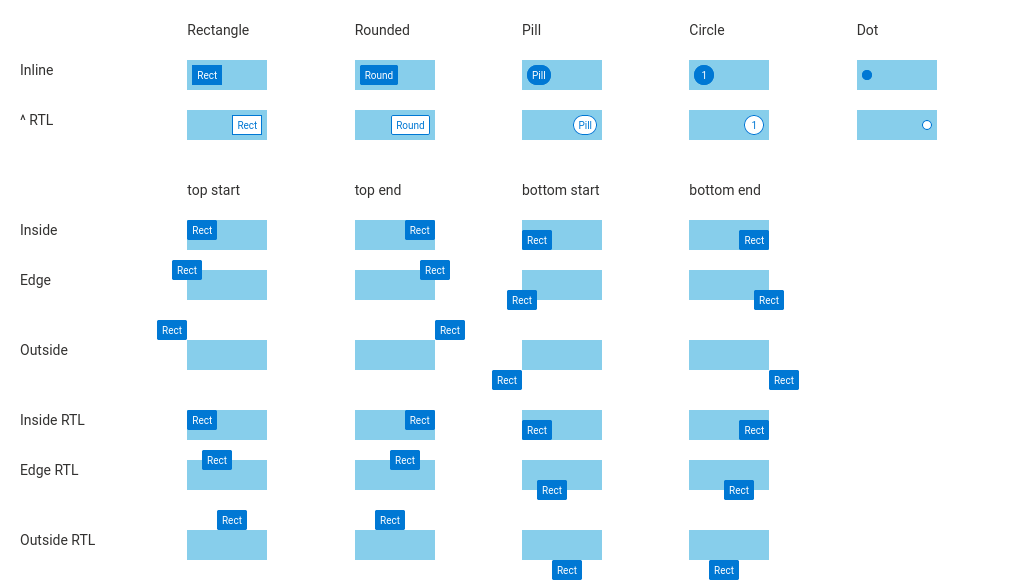 Rectangle Rounded Pill Circle Dot
Inline Rect Round Pill 1
^ RTL Rect Round Pill 1
top start top end bottom start bottom end
Inside Rect Rect Rect Rect
Edge Rect Rect Rect Rect
Outside Rect Rect Rect Rect
Inside RTL Rect Rect Rect Rect
Edge RTL Rect Rect Rect Rect
Outside RTL Rect Rect Rect Rect